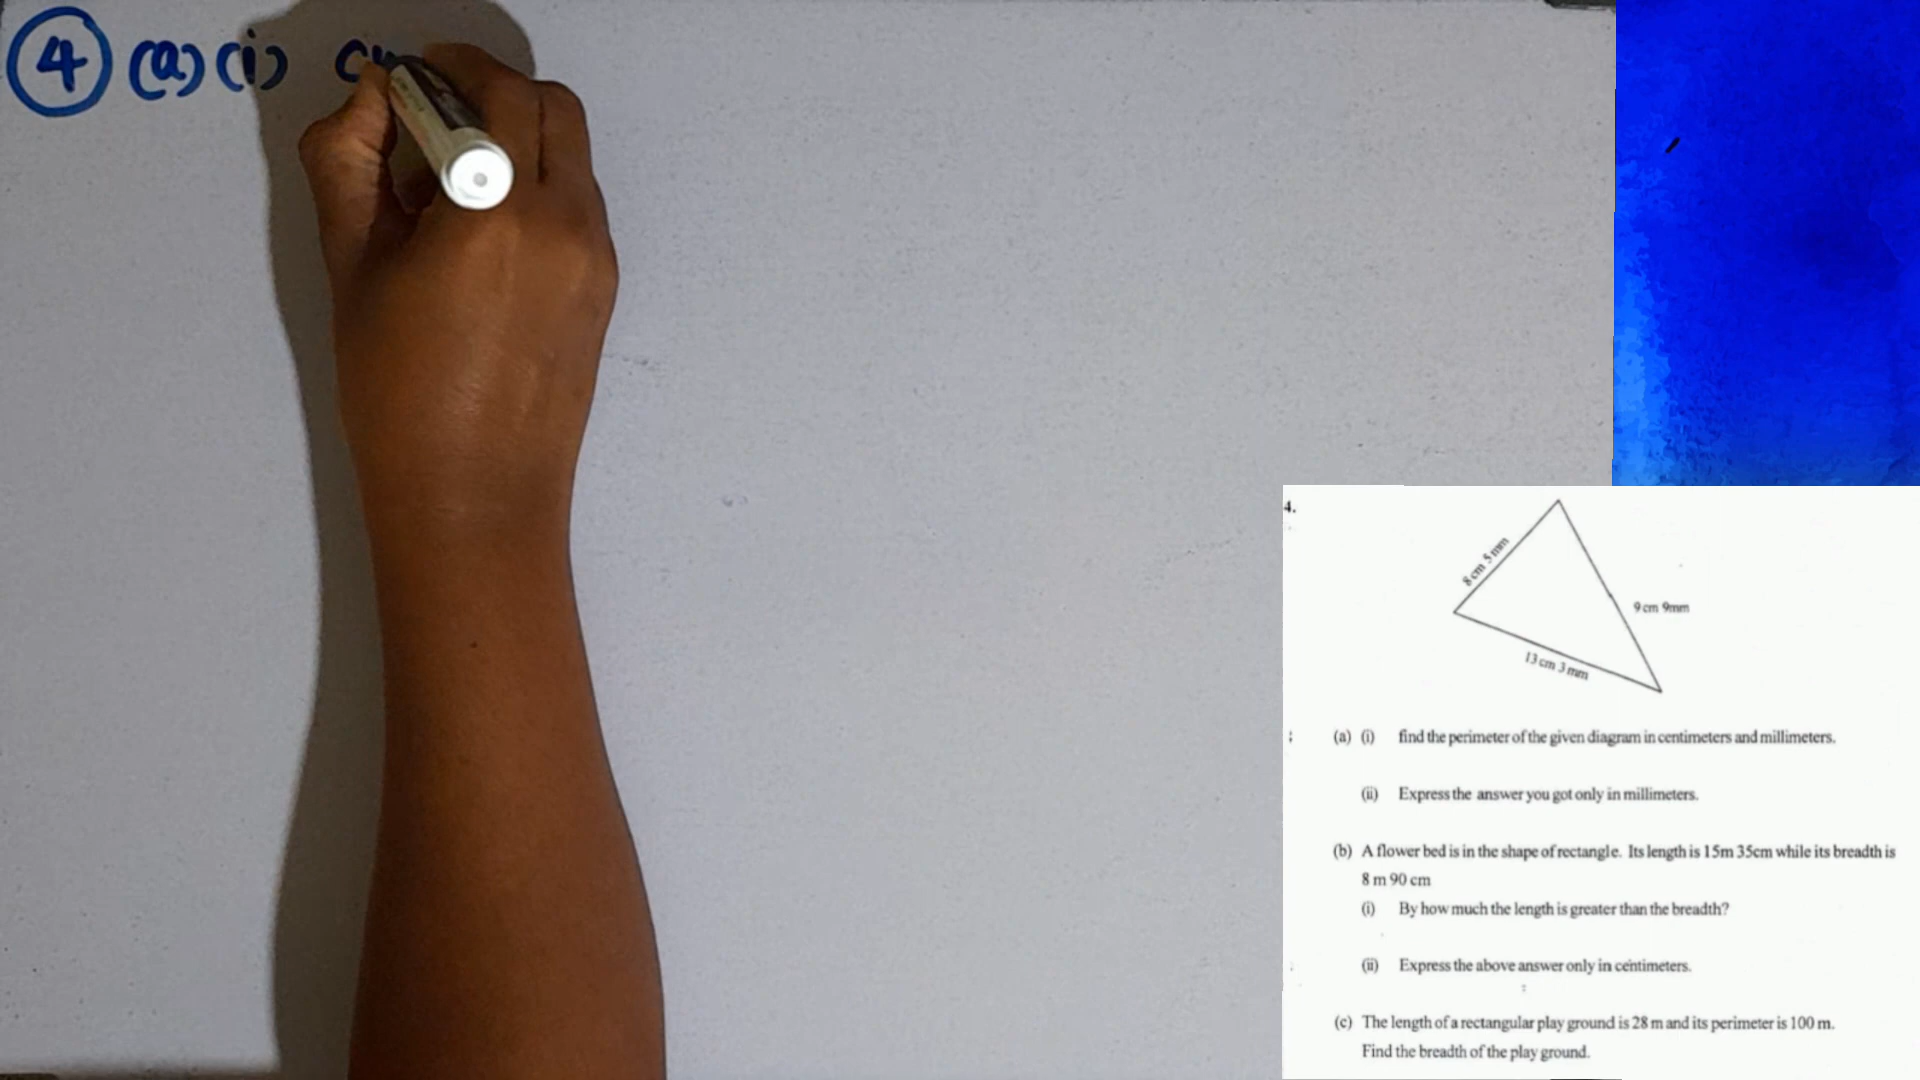 4 (a) (i) c
4.
8 cm 5 mm
9 cm 9mm
13 cm 3 mm
(a) (i) find the perimeter of the given diagram in centimeters and millimeters.
(ii) Express the answer you got only in millimeters.
(b) A flower bed is in the shape of rectangle. Its length is 15m 35cm while its breadth is
8 m 90 cm
(i) By how much the length is greater than the breadth?
(ii) Express the above answer only in centimeters.
(c) The length of a rectangular play ground is 28 m and its perimeter is 100 m.
Find the breadth of the play ground.